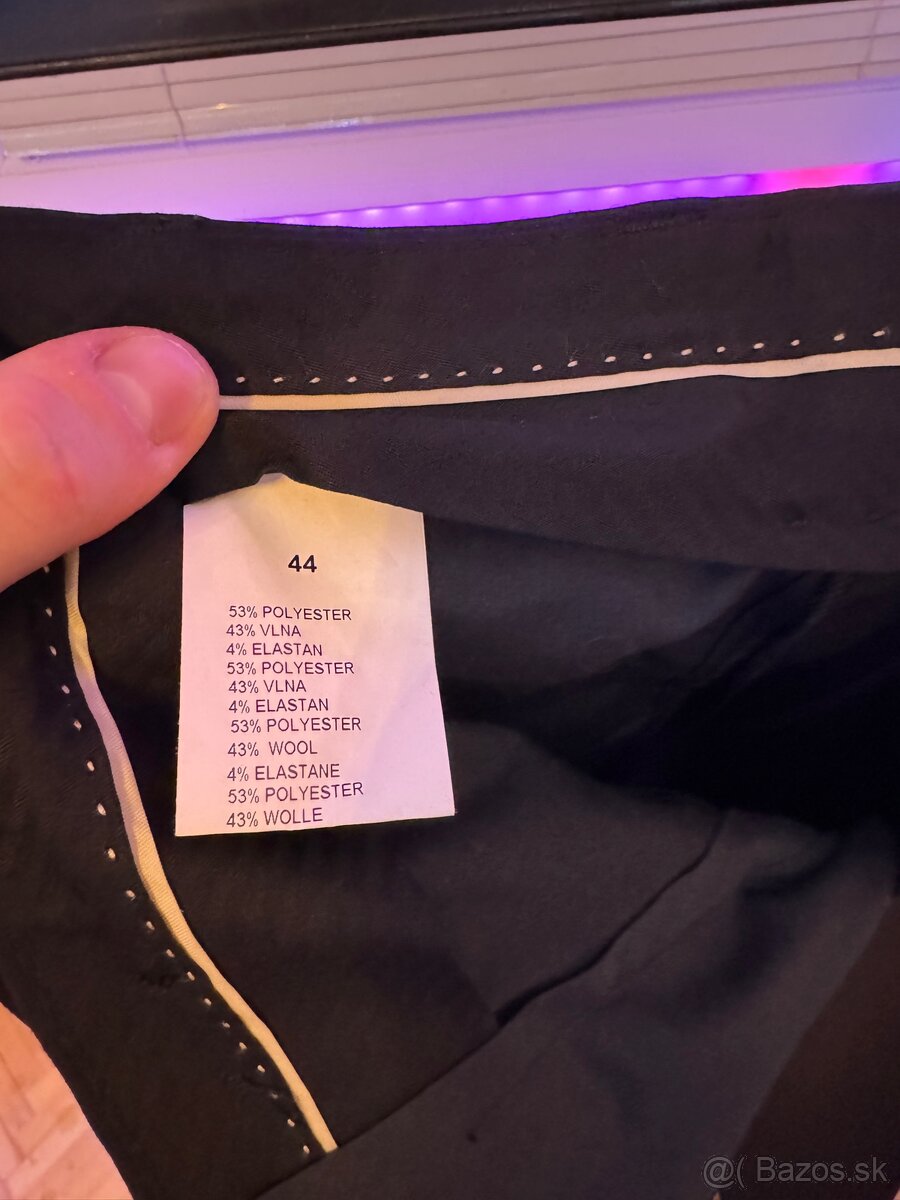 44
53% POLYESTER
43% VLNA
4% ELASTAN
53% POLYESTER
43% VLNA
4% ELASTAN
53% POLYESTER
43% WOOL
4% ELASTANE
53% POLYESTER
43% WOLLE
@( Bazos.sk